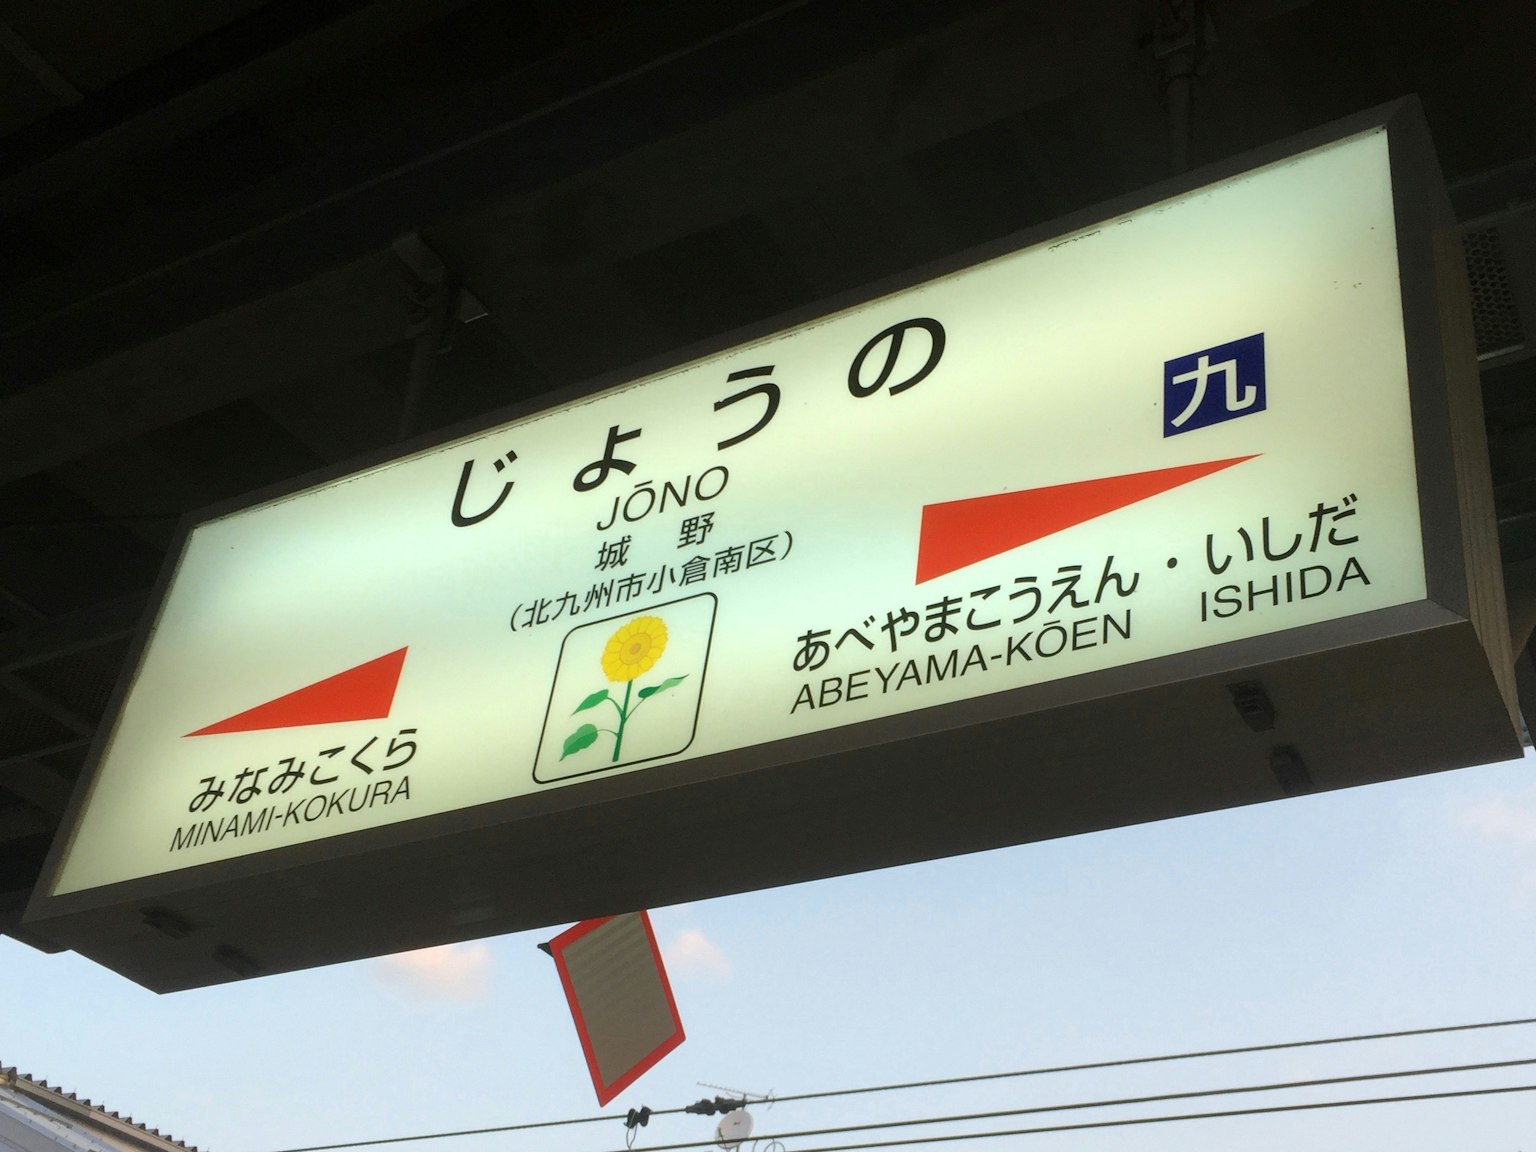 じょうの
JŌNO
城野
(北九州市小倉南区)
九
みなみこくら
MINAMI-KOKURA
あべやまこうえん・いしだ
ABEYAMA-KŌEN ISHIDA